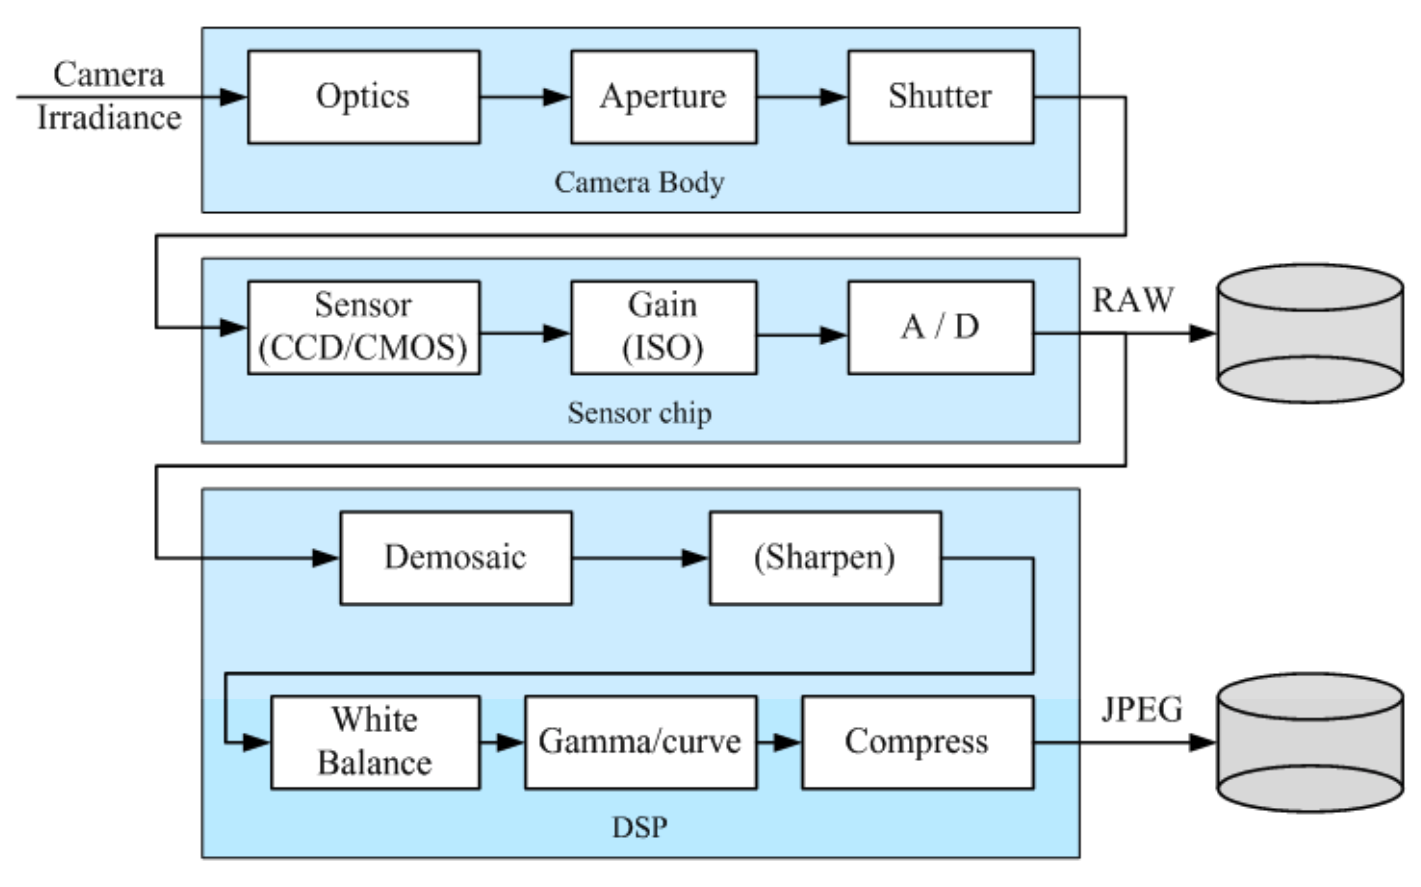 Camera
Irradiance
Optics
Aperture
Shutter
Camera Body
Sensor
(CCD/CMOS)
Gain
(ISO)
A / D
RAW
Sensor chip
Demosaic
(Sharpen)
White
Balance
Gamma/curve
Compress
JPEG
DSP